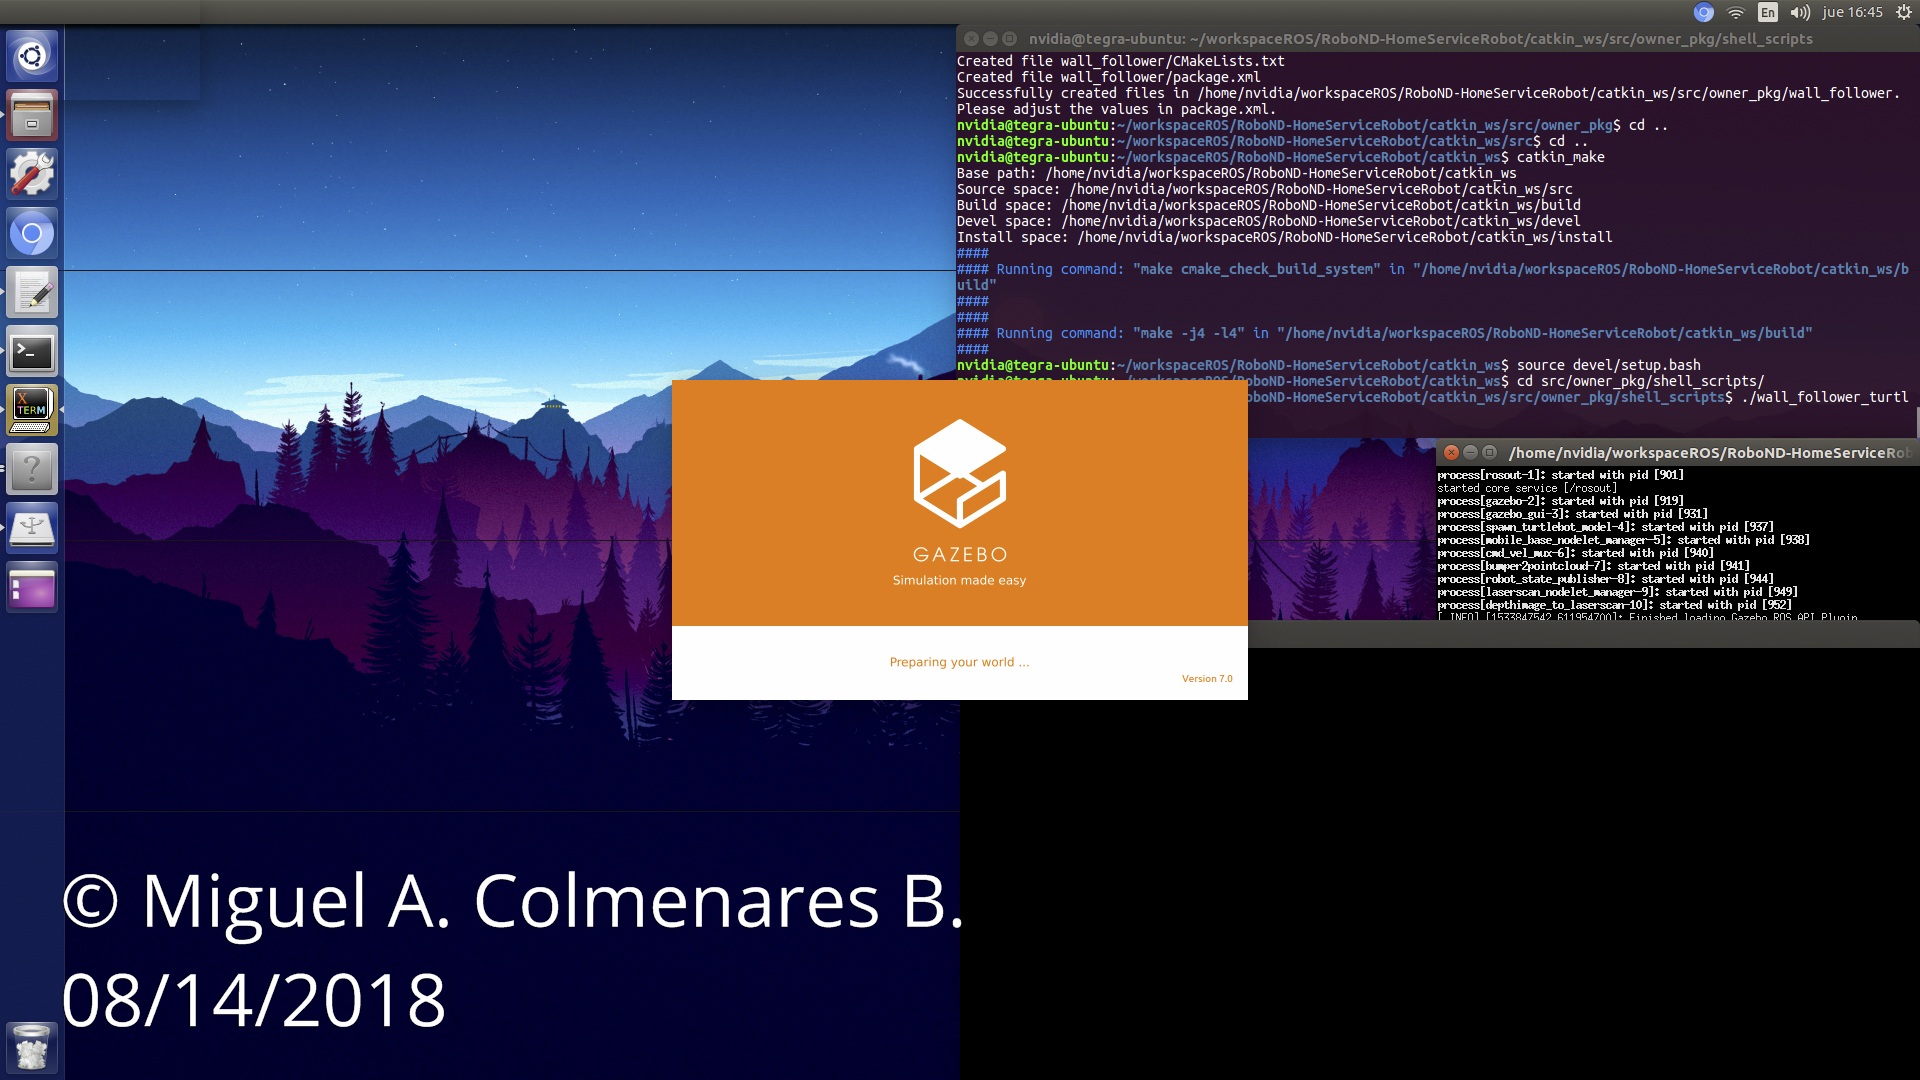 En
jue 16:45
nvidia@tegra-ubuntu: ~/workspaceROS/RoboND-HomeServiceRobot/catkin_ws/src/owner_pkg/shell_scripts
Created file wall_follower/CMakeLists.txt
Created file wall_follower/package.xml
Successfully created files in /home/nvidia/workspaceROS/RoboND-HomeServiceRobot/catkin_ws/src/owner_pkg/wall_follower.
Please adjust the values in package.xml.
nvidia@tegra-ubuntu:~/workspaceROS/RoboND-HomeServiceRobot/catkin_ws/src/owner_pkg$ cd ..
nvidia@tegra-ubuntu:~/workspaceROS/RoboND-HomeServiceRobot/catkin_ws/src$ cd ..
nvidia@tegra-ubuntu:~/workspaceROS/RoboND-HomeServiceRobot/catkin_ws$ catkin_make
Base path: /home/nvidia/workspaceROS/RoboND-HomeServiceRobot/catkin_ws
Source space: /home/nvidia/workspaceROS/RoboND-HomeServiceRobot/catkin_ws/src
Build space: /home/nvidia/workspaceROS/RoboND-HomeServiceRobot/catkin_ws/build
Devel space: /home/nvidia/workspaceROS/RoboND-HomeServiceRobot/catkin_ws/devel
Install space: /home/nvidia/workspaceROS/RoboND-HomeServiceRobot/catkin_ws/install
####
#### Running command: "make cmake_check_build_system" in "/home/nvidia/workspaceROS/RoboND-HomeServiceRobot/catkin_ws/b
uild"
####
####
#### Running command: "make -j4 -l4" in "/home/nvidia/workspaceROS/RoboND-HomeServiceRobot/catkin_ws/build"
####
nvidia@tegra-ubuntu:~/workspaceROS/RoboND-HomeServiceRobot/catkin_ws$ source devel/setup.bash
RoboND-HomeServiceRobot/catkin_ws$ cd src/owner_pkg/shell_scripts/
boND-HomeServiceRobot/catkin_ws/src/owner_pkg/shell_scripts$ ./wall_follower_turtl
X
TERM
GAZEBO
Simulation made easy
Preparing your world ...
Version 7.0
/home/nvidia/workspaceROS/RoboND-HomeServiceRob
process[rosout-1]: started with pid [901]
started core service [/rosout]
process[gazebo-2]: started with pid [919]
process[gazebo_gui-3]: started with pid [931]
process[spawn_turtlebot_model-4]: started with pid [937]
process[mobile_base_nodelet_manager-5]: started with pid [938]
process[cmd_vel_mux-6]: started with pid [940]
process[bumper2pointcloud-7]: started with pid [941]
process[robot_state_publisher-8]: started with pid [944]
process[laserscan_nodelet_manager-9]: started with pid [949]
process[depthimage_to_laserscan-10]: started with pid [952]
[ INFO] [1533847542.611954700]: Finished loading Gazebo ROS API Plugin.
© Miguel A. Colmenares B.
08/14/2018